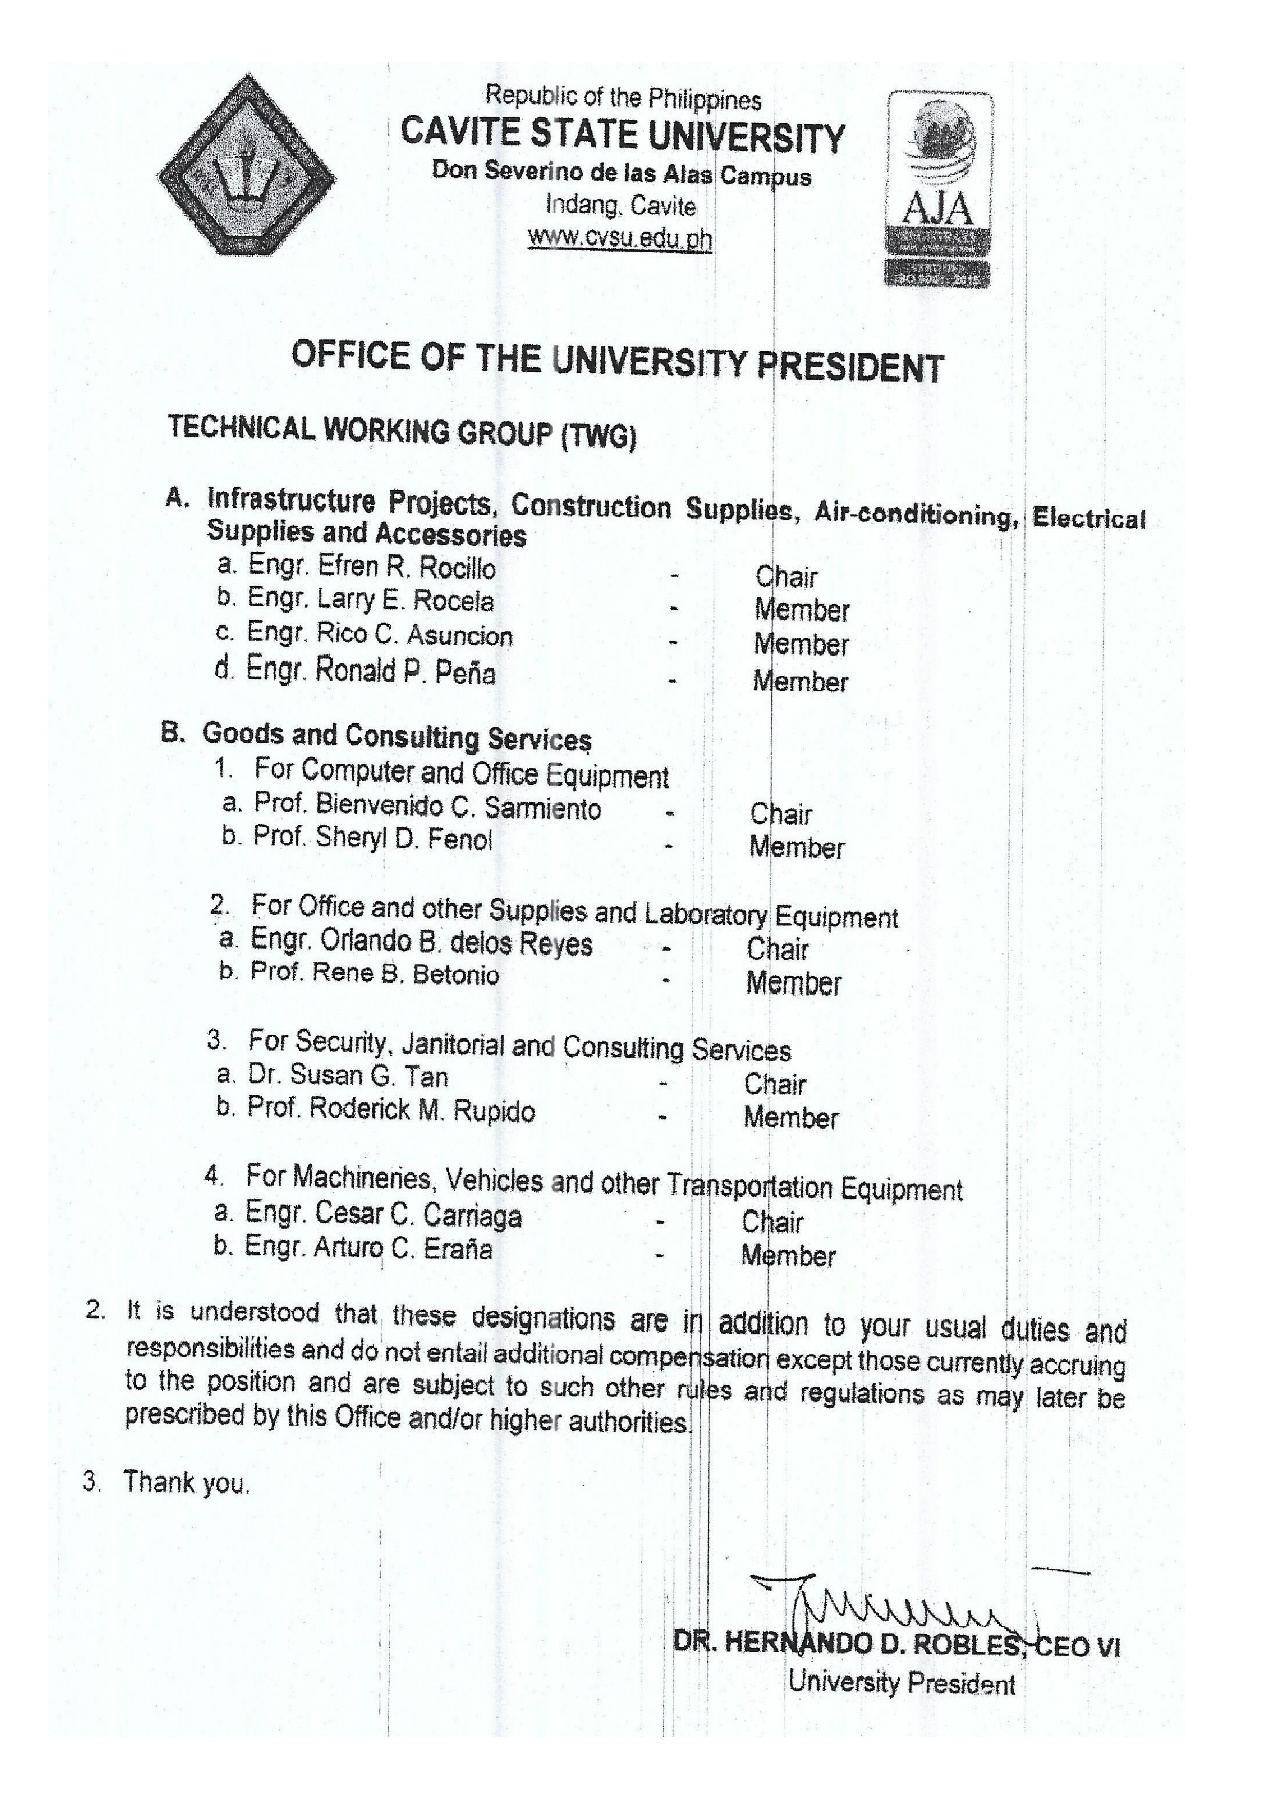 Republic of the Philippines
CAVITE STATE UNIVERSITY
Don Severino de las Alas Campus
Indang, Cavite
www.cvsu.edu.ph
AJA
OFFICE OF THE UNIVERSITY PRESIDENT
TECHNICAL WORKING GROUP (TWG)
A. Infrastructure Projects, Construction Supplies, Air-conditioning, Electrical
Supplies and Accessories
a. Engr. Efren R. Rocillo - Chair
b. Engr. Larry E. Rocela - Member
c. Engr. Rico C. Asuncion - Member
d. Engr. Ronald P. Peña - Member
B. Goods and Consulting Services
1. For Computer and Office Equipment
a. Prof. Bienvenido C. Sarmiento - Chair
b. Prof. Sheryl D. Fenol - Member
2. For Office and other Supplies and Laboratory Equipment
a. Engr. Orlando B. delos Reyes - Chair
b. Prof. Rene B. Betonio - Member
3. For Security, Janitorial and Consulting Services
a. Dr. Susan G. Tan - Chair
b. Prof. Roderick M. Rupido - Member
4. For Machineries, Vehicles and other Transportation Equipment
a. Engr. Cesar C. Carriaga - Chair
b. Engr. Arturo C. Eraña - Member
2. It is understood that these designations are in addition to your usual duties and
responsibilities and do not entail additional compensation except those currently accruing
to the position and are subject to such other rules and regulations as may later be
prescribed by this Office and/or higher authorities.
3. Thank you.
DR. HERNANDO D. ROBLES, CEO VI
University President